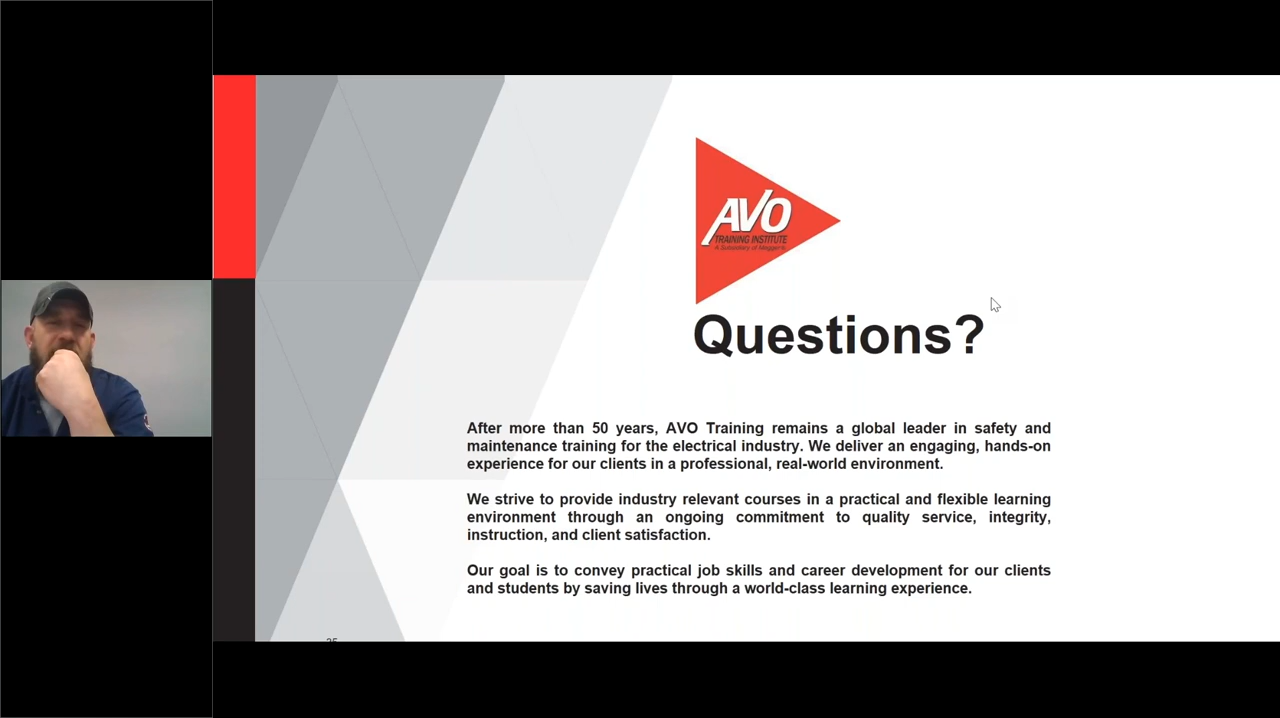 AVO
TRAINING INSTITUTE
A Subsidiary of Megger®
Questions?
After more than 50 years, AVO Training remains a global leader in safety and
maintenance training for the electrical industry. We deliver an engaging, hands-on
experience for our clients in a professional, real-world environment.
We strive to provide industry relevant courses in a practical and flexible learning
environment through an ongoing commitment to quality service, integrity,
instruction, and client satisfaction.
Our goal is to convey practical job skills and career development for our clients
and students by saving lives through a world-class learning experience.